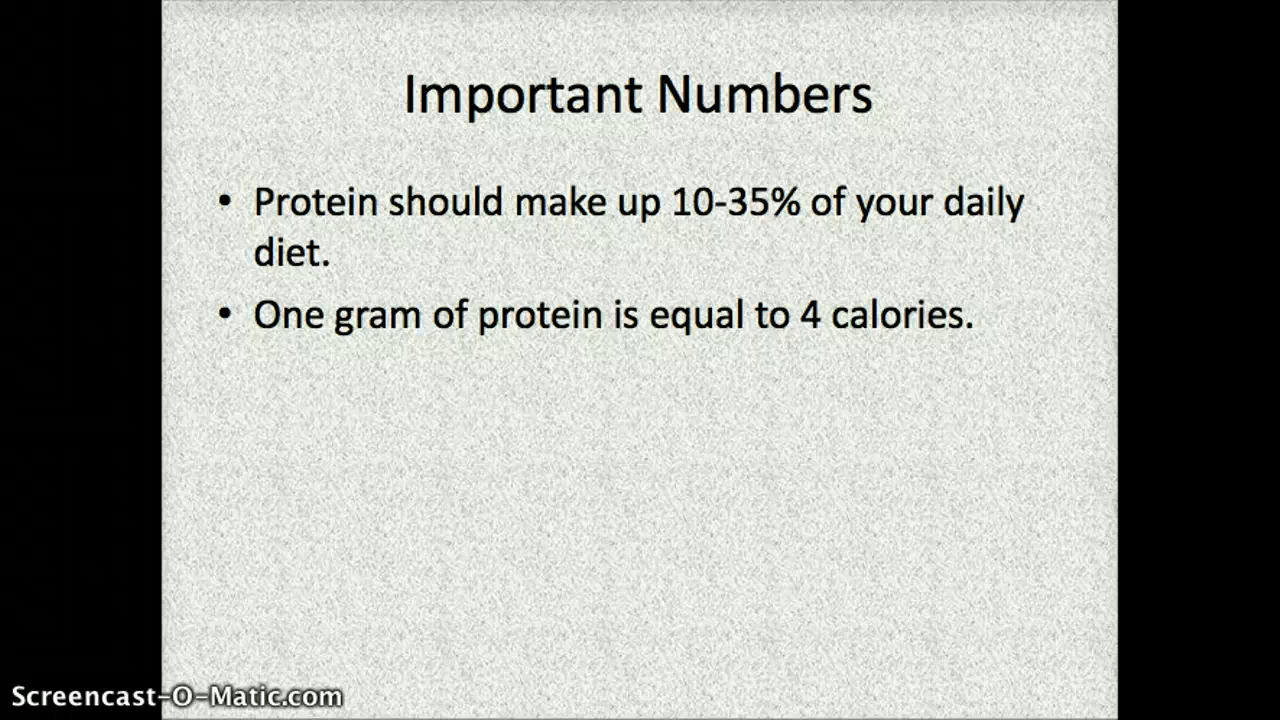 Important Numbers
• Protein should make up 10-35% of your daily
diet.
• One gram of protein is equal to 4 calories.
Screencast-O-Matic.com